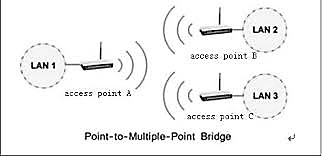 LAN 2
access point B
LAN 1
access point A
LAN 3
access point C
Point-to-Multiple-Point Bridge